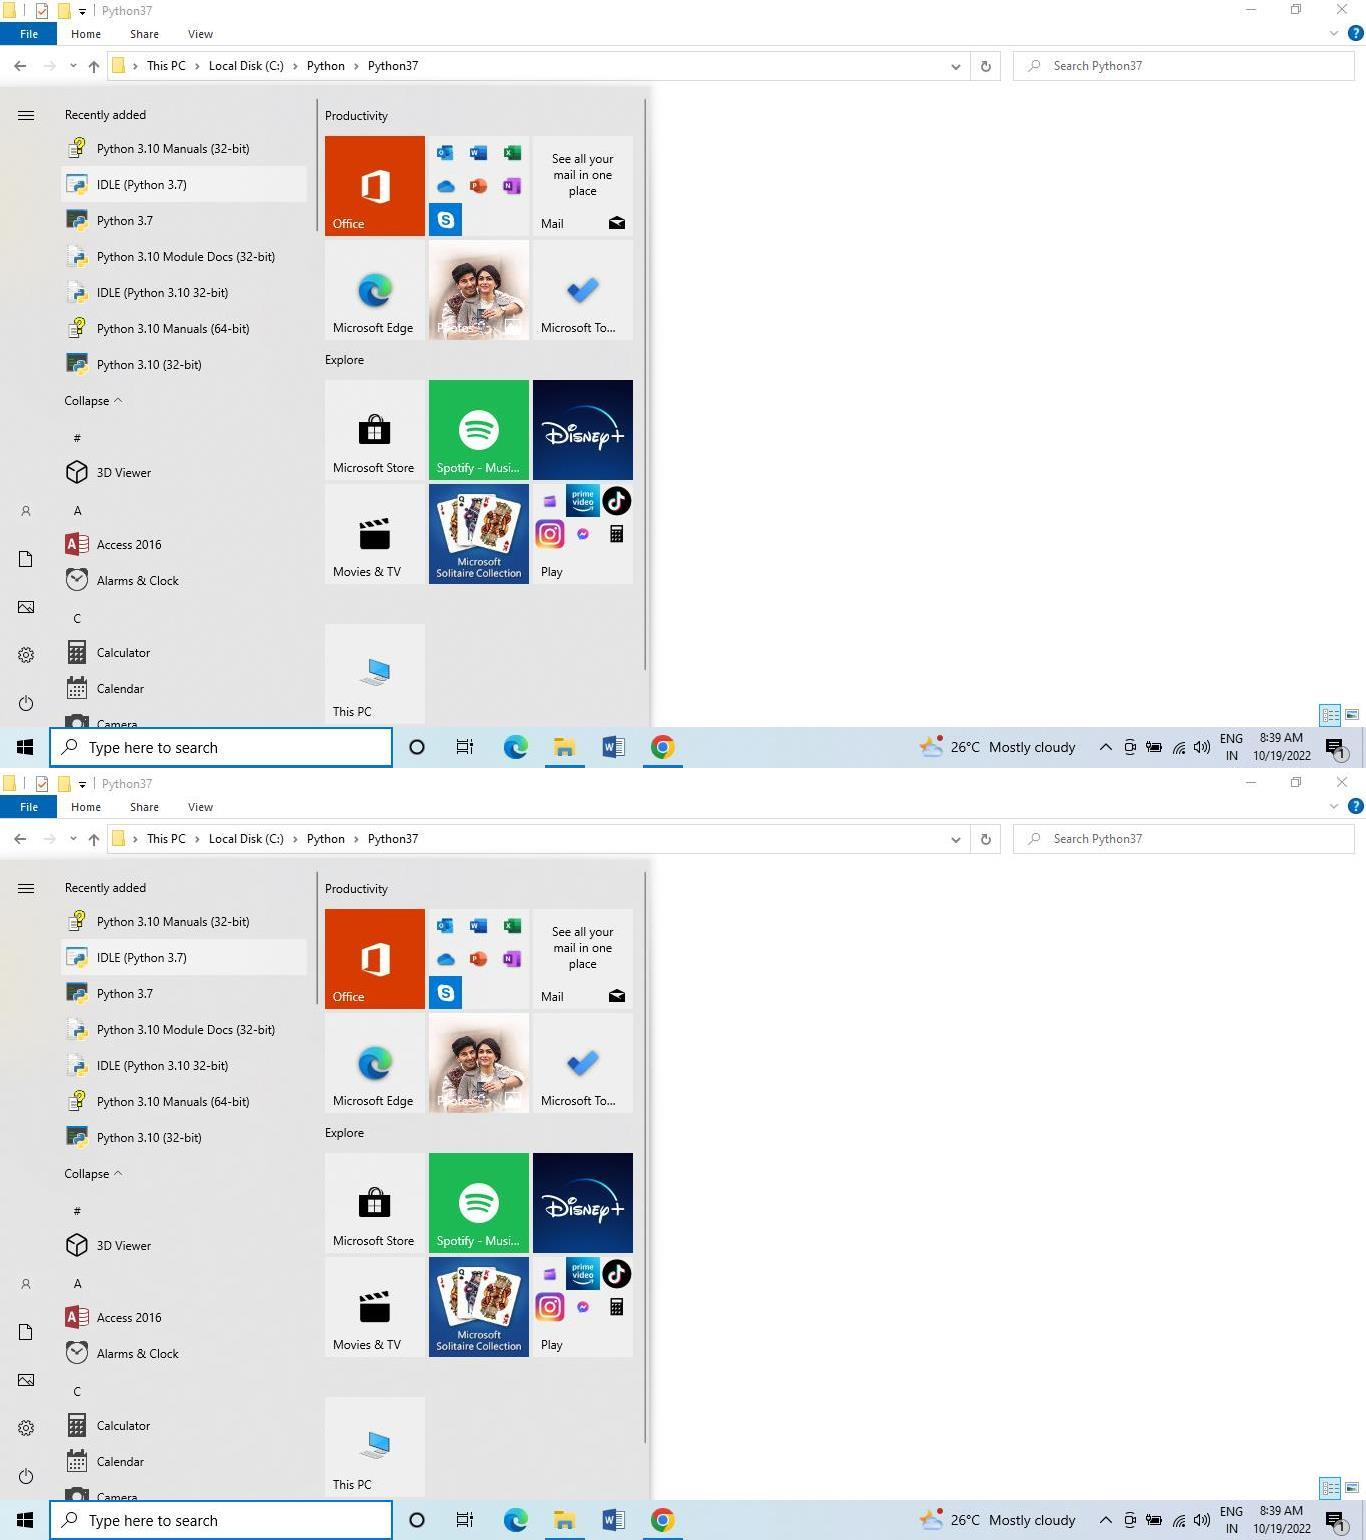 Python37
File Home Share View
This PC Local Disk (C:) Python Python37
Search Python37
Recently added
Python 3.10 Manuals (32-bit)
IDLE (Python 3.7)
Python 3.7
Python 3.10 Module Docs (32-bit)
IDLE (Python 3.10 32-bit)
Python 3.10 Manuals (64-bit)
Python 3.10 (32-bit)
Collapse
#
3D Viewer
A
Access 2016
Alarms & Clock
C
Calculator
Calendar
Camera
Productivity
Office
See all your
mail in one
place
Mail
Microsoft Edge
Photos
Microsoft To...
Explore
Microsoft Store
Spotify - Musi...
Disney+
Movies & TV
Microsoft
Solitaire Collection
prime
video
Play
This PC
Type here to search
26°C Mostly cloudy
ENG
IN
8:39 AM
10/19/2022
1
Python37
File Home Share View
This PC Local Disk (C:) Python Python37
Search Python37
Recently added
Python 3.10 Manuals (32-bit)
IDLE (Python 3.7)
Python 3.7
Python 3.10 Module Docs (32-bit)
IDLE (Python 3.10 32-bit)
Python 3.10 Manuals (64-bit)
Python 3.10 (32-bit)
Collapse
#
3D Viewer
A
Access 2016
Alarms & Clock
C
Calculator
Calendar
Camera
Productivity
Office
See all your
mail in one
place
Mail
Microsoft Edge
Photos
Microsoft To...
Explore
Microsoft Store
Spotify - Musi...
Disney+
Movies & TV
Microsoft
Solitaire Collection
prime
video
Play
This PC
Type here to search
26°C Mostly cloudy
ENG
IN
8:39 AM
10/19/2022
1